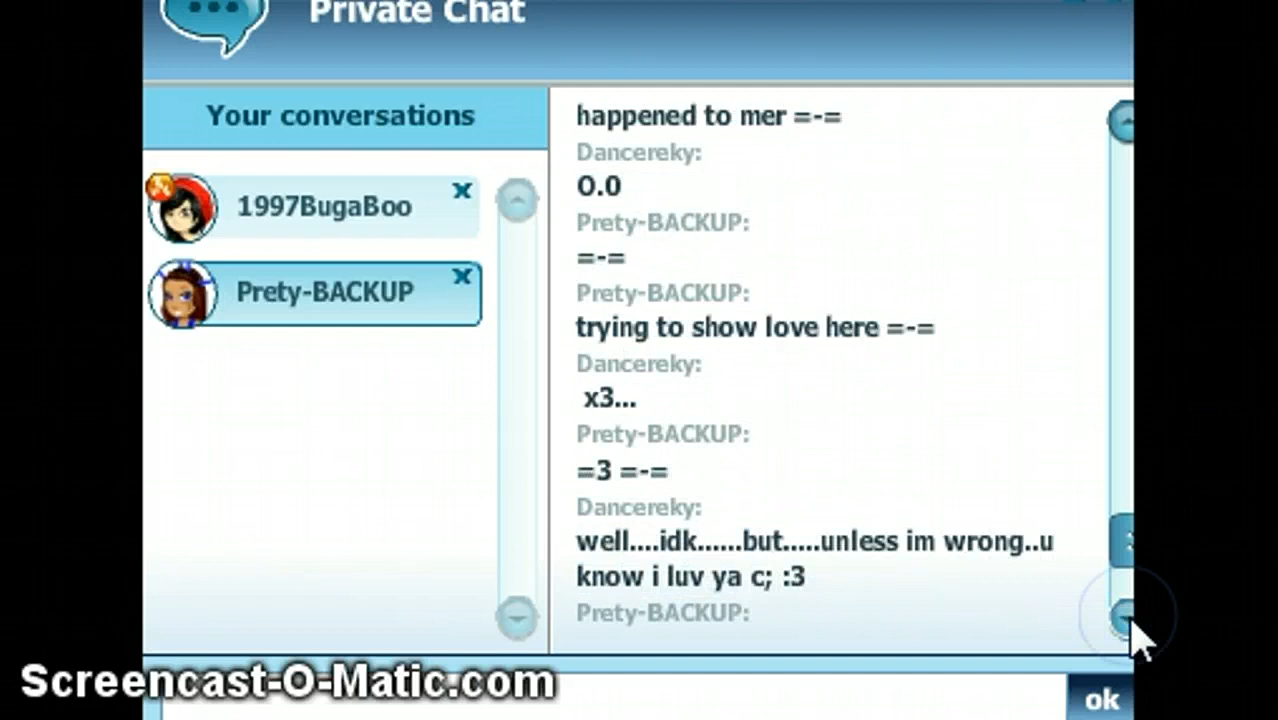 Private Chat
Your conversations
1997BugaBoo
Prety-BACKUP
happened to mer =-=
Dancereky:
O.0
Prety-BACKUP:
=-=
Prety-BACKUP:
trying to show love here =-=
Dancereky:
x3...
Prety-BACKUP:
=3 =-=
Dancereky:
well....idk......but.....unless im wrong..u
know i luv ya c; :3
Prety-BACKUP:
Screencast-O-Matic.com
ok